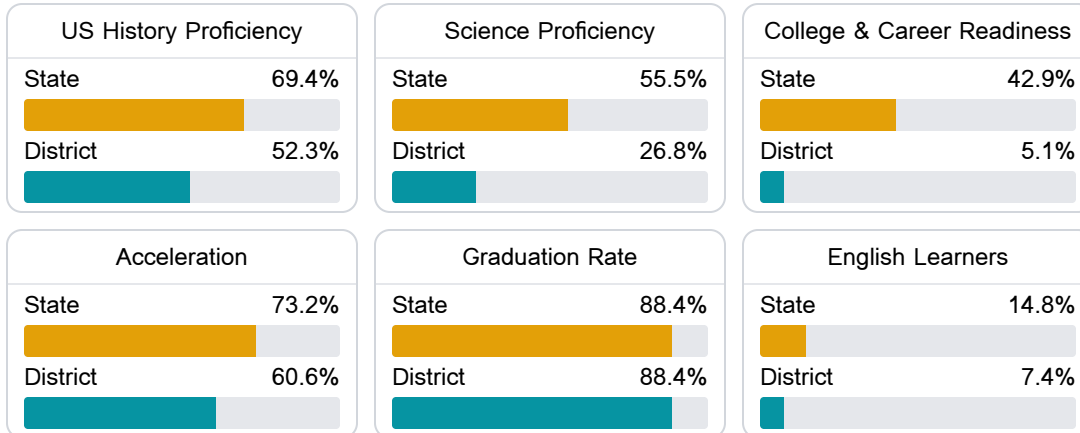 US History Proficiency
State 69.4%
District 52.3%
Science Proficiency
State 55.5%
District 26.8%
College & Career Readiness
State 42.9%
District 5.1%
Acceleration
State 73.2%
District 60.6%
Graduation Rate
State 88.4%
District 88.4%
English Learners
State 14.8%
District 7.4%